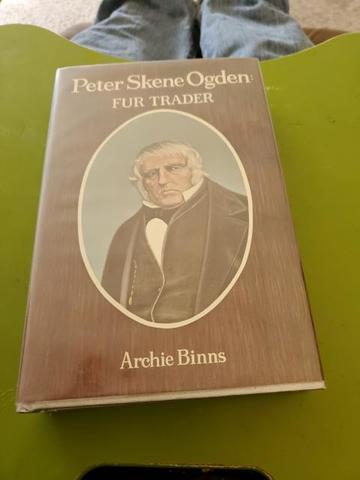 Peter Skene Ogden:
FUR TRADER
Archie Binns